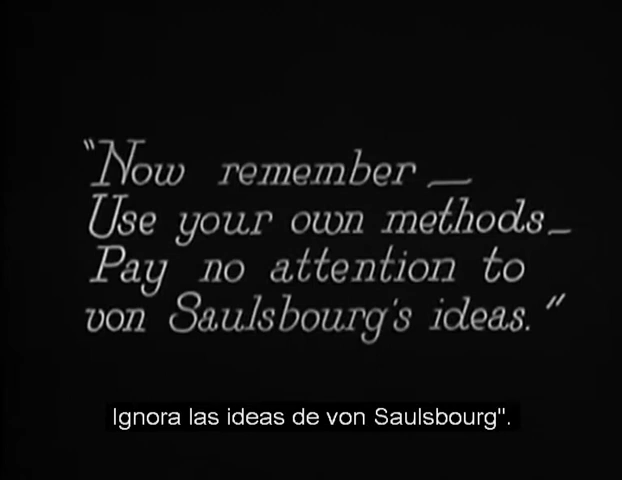 "Now remember —
Use your own methods —
Pay no attention to
von Saulsbourg's ideas."
Ignora las ideas de von Saulsbourg".